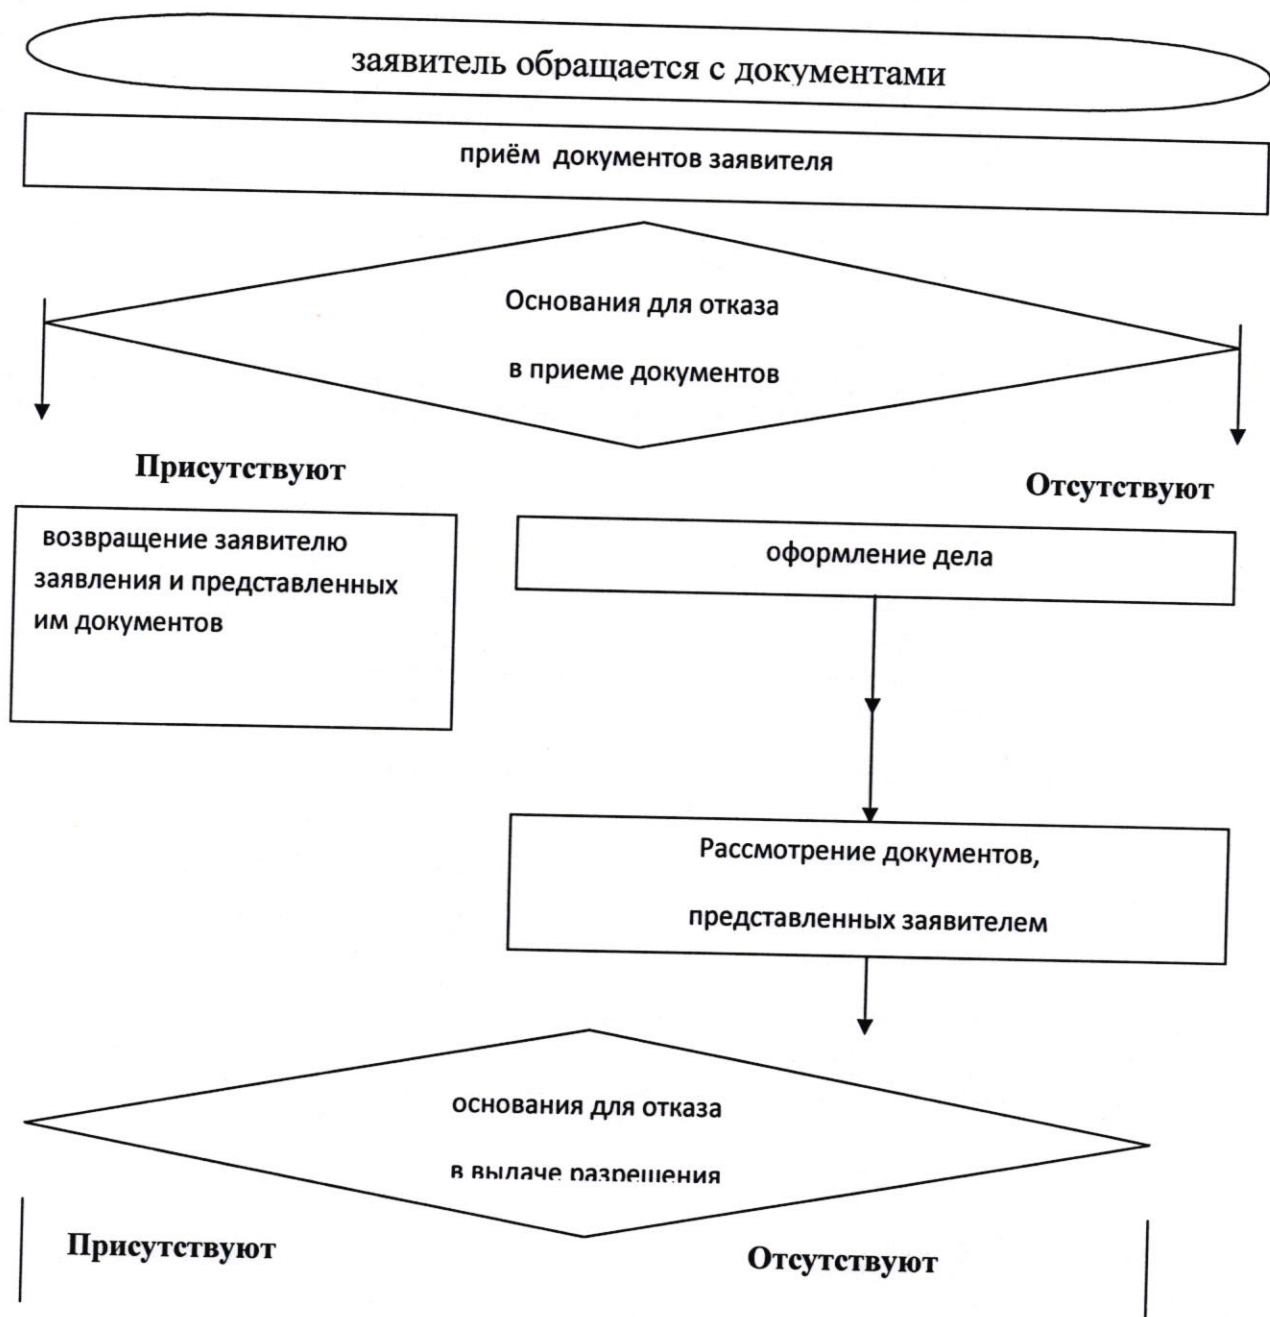 заявитель обращается с документами
приём документов заявителя
Основания для отказа
в приеме документов
Присутствуют
Отсутствуют
возвращение заявителю
заявления и представленных
им документов
оформление дела
Рассмотрение документов,
представленных заявителем
основания для отказа
в выдаче разрешения
Присутствуют
Отсутствуют